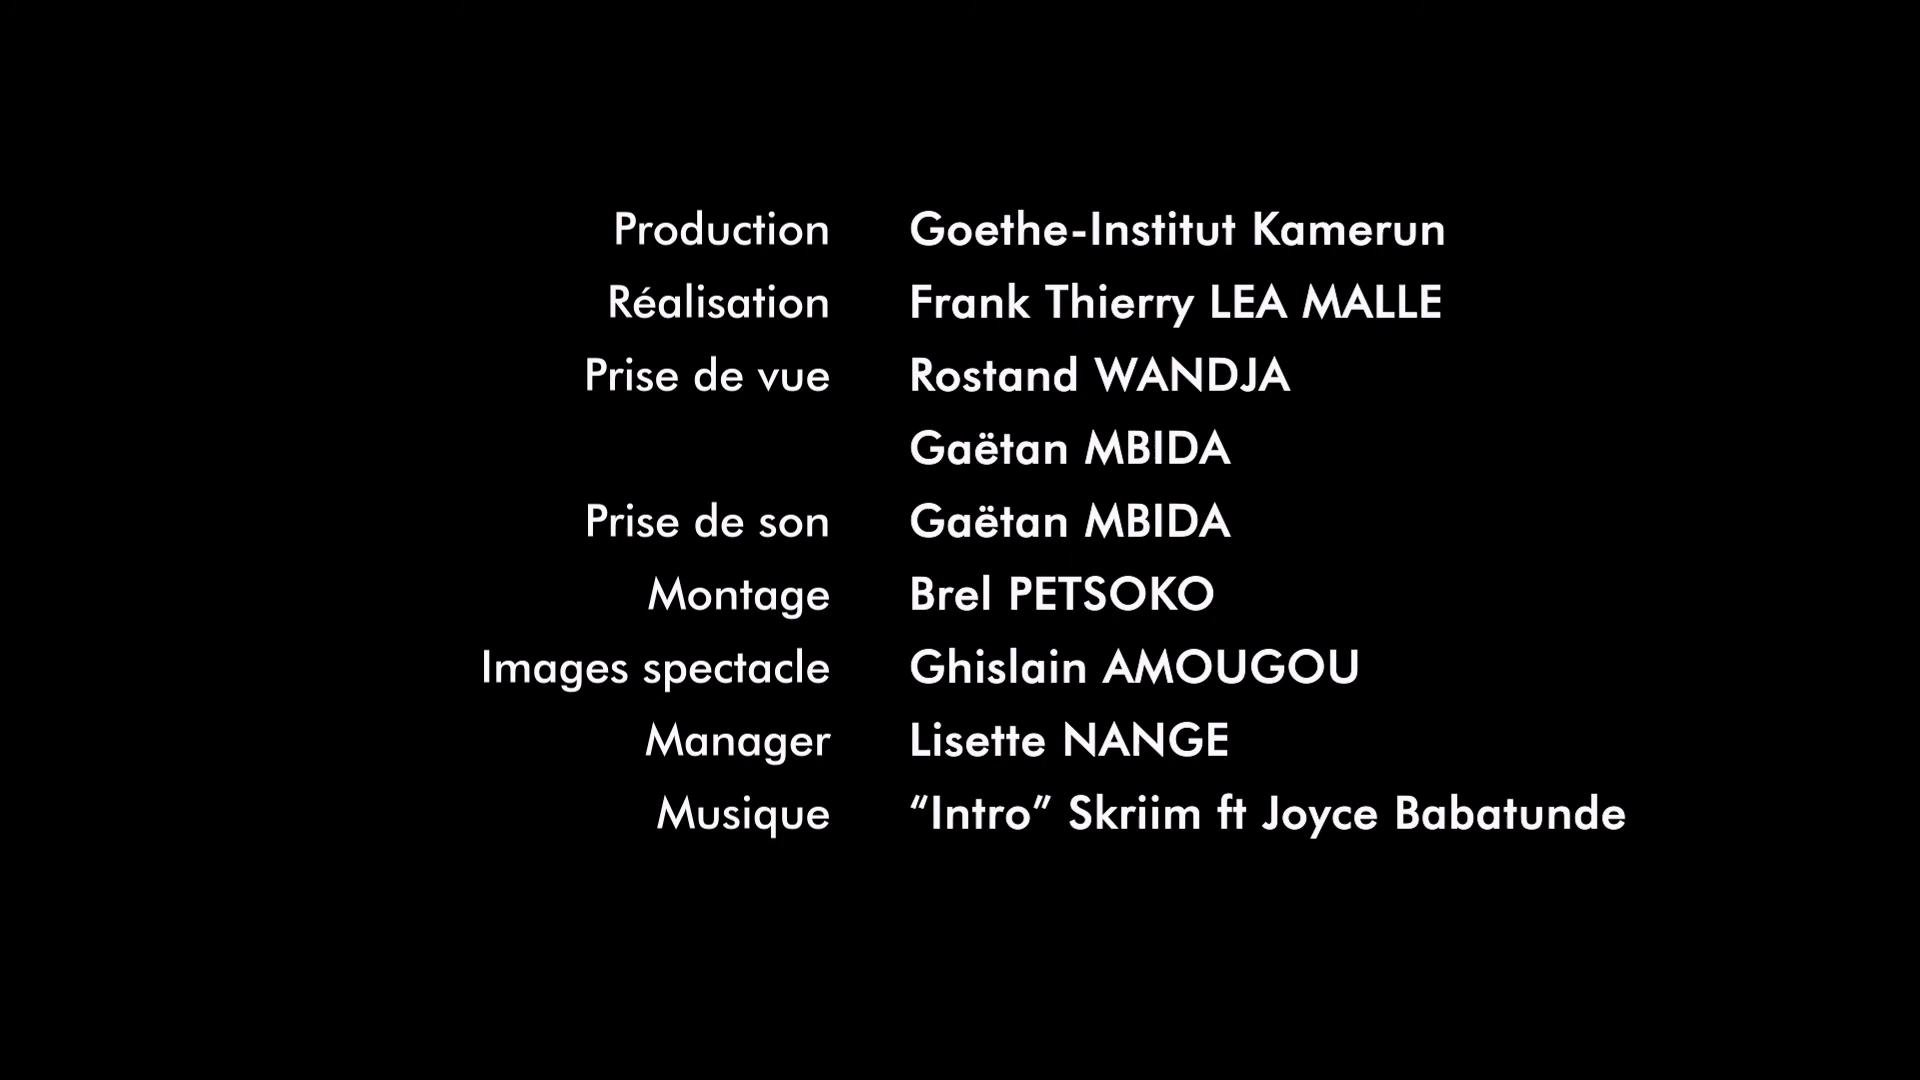 Production Goethe-Institut Kamerun
Réalisation Frank Thierry LEA MALLE
Prise de vue Rostand WANDJA
Gaëtan MBIDA
Prise de son Gaëtan MBIDA
Montage Brel PETSOKO
Images spectacle Ghislain AMOUGOU
Manager Lisette NANGE
Musique “Intro” Skriim ft Joyce Babatunde